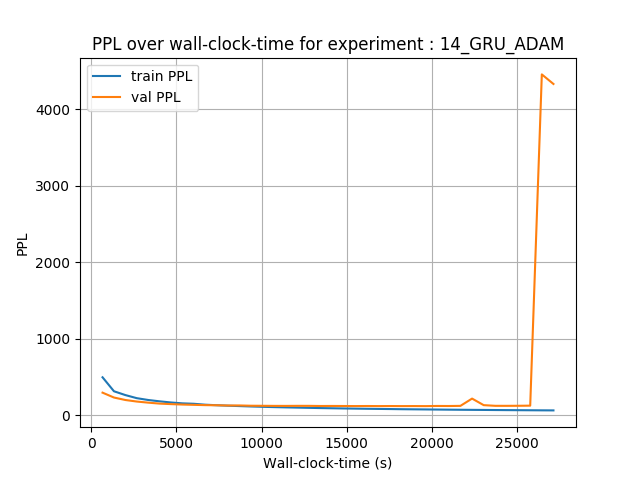 PPL over wall-clock-time for experiment : 14_GRU_ADAM
train PPL
val PPL
PPL
4000
3000
2000
1000
0
0 5000 10000 15000 20000 25000
Wall-clock-time (s)